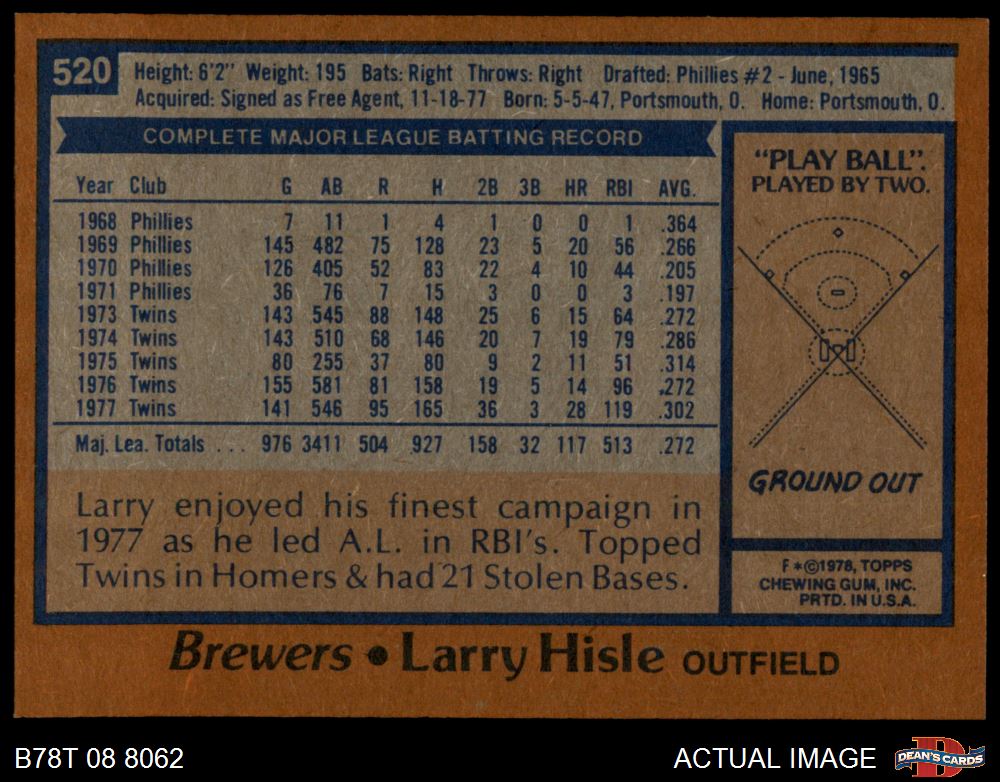 520
Height: 6'2" Weight: 195 Bats: Right Throws: Right Drafted: Phillies #2 - June, 1965
Acquired: Signed as Free Agent, 11-18-77 Born: 5-5-47, Portsmouth, O. Home: Portsmouth, O.
COMPLETE MAJOR LEAGUE BATTING RECORD
Year Club G AB R H 2B 3B HR RBI AVG.
1968 Phillies 7 11 1 4 1 0 0 1 .364
1969 Phillies 145 482 75 128 23 5 20 56 .266
1970 Phillies 126 405 52 83 22 4 10 44 .205
1971 Phillies 36 76 7 15 3 0 0 3 .197
1973 Twins 143 545 88 148 25 6 15 64 .272
1974 Twins 143 510 68 146 20 7 19 79 .286
1975 Twins 80 255 37 80 9 2 11 51 .314
1976 Twins 155 581 81 158 19 5 14 96 .272
1977 Twins 141 546 95 165 36 3 28 119 .302
Maj. Lea. Totals . . . 976 3411 504 927 158 32 117 513 .272
Larry enjoyed his finest campaign in
1977 as he led A.L. in RBI's. Topped
Twins in Homers & had 21 Stolen Bases.
"PLAY BALL".
PLAYED BY TWO.
GROUND OUT
F *©1978, TOPPS
CHEWING GUM, INC.
PRTD. IN U.S.A.
Brewers • Larry Hisle OUTFIELD
B78T 08 8062
ACTUAL IMAGE
D
DEAN'S CARDS